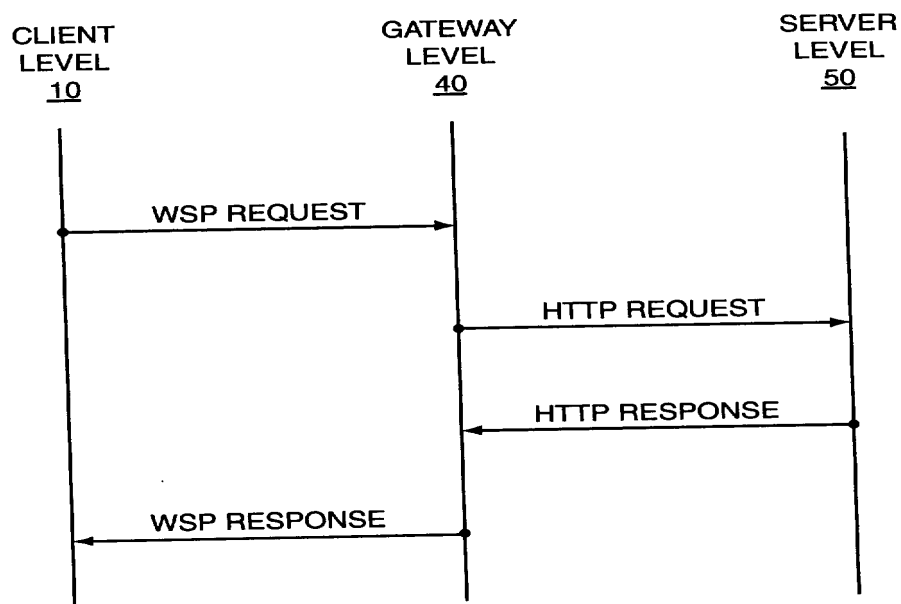 CLIENT
LEVEL
10
GATEWAY
LEVEL
40
SERVER
LEVEL
50
WSP REQUEST
HTTP REQUEST
HTTP RESPONSE
WSP RESPONSE